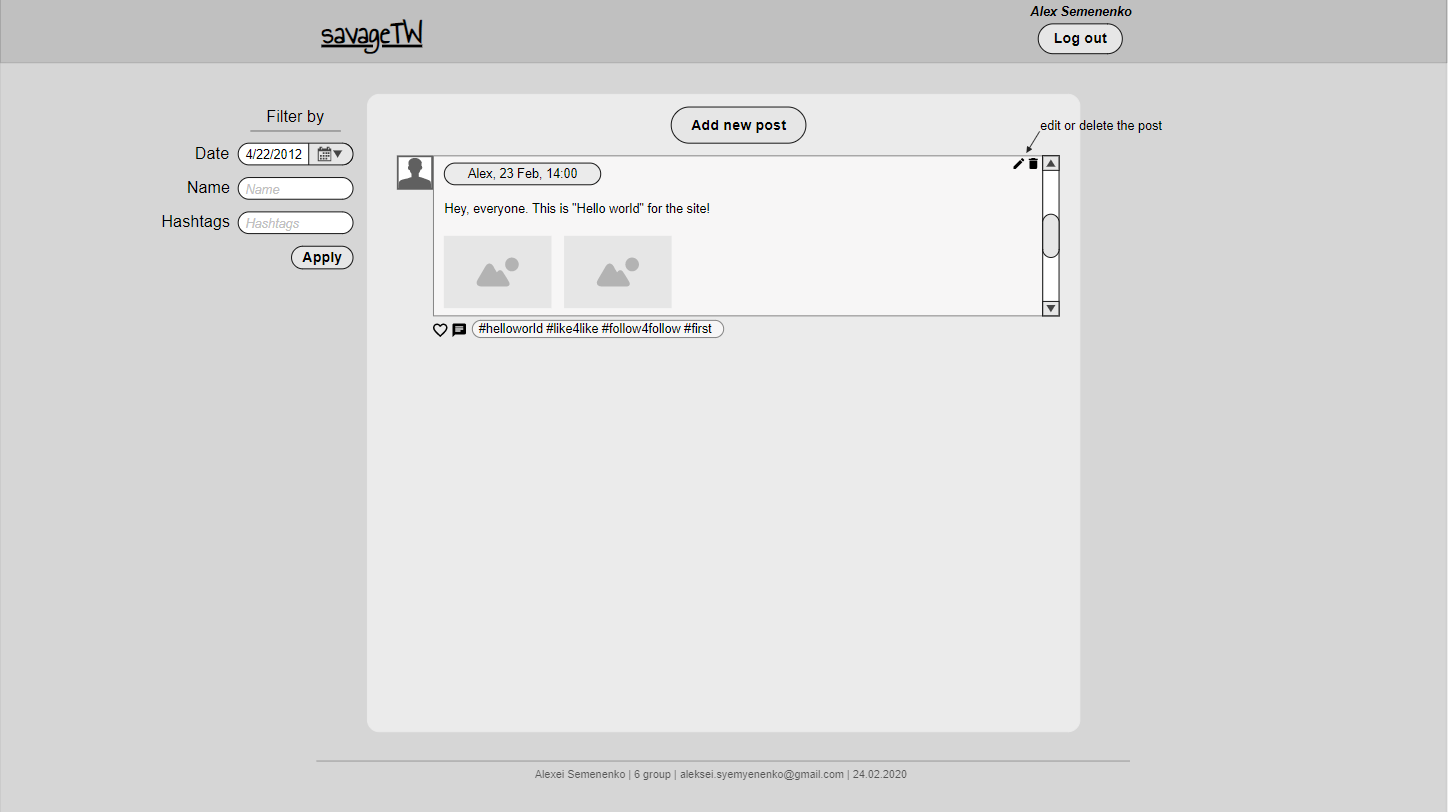 savageTW
Alex Semenenko
Log out
Filter by
Date
4/22/2012
Name
Name
Hashtags
Hashtags
Apply
Add new post
edit or delete the post
Alex, 23 Feb, 14:00
Hey, everyone. This is "Hello world" for the site!
#helloworld #like4like #follow4follow #first
Alexei Semenenko | 6 group | aleksei.syemyenenko@gmail.com | 24.02.2020